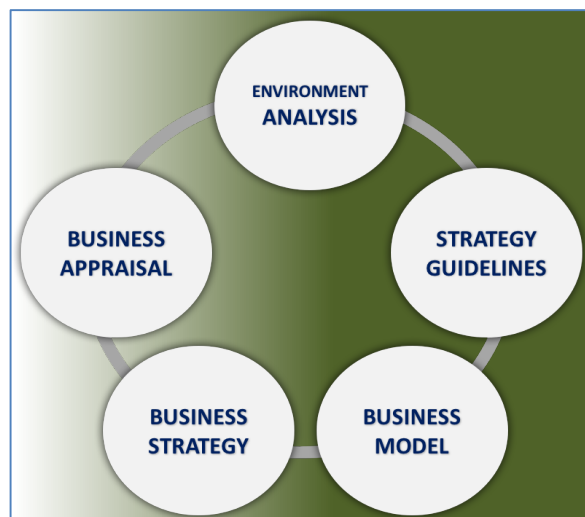 ENVIRONMENT
ANALYSIS
STRATEGY
GUIDELINES
BUSINESS
MODEL
BUSINESS
STRATEGY
BUSINESS
APPRAISAL